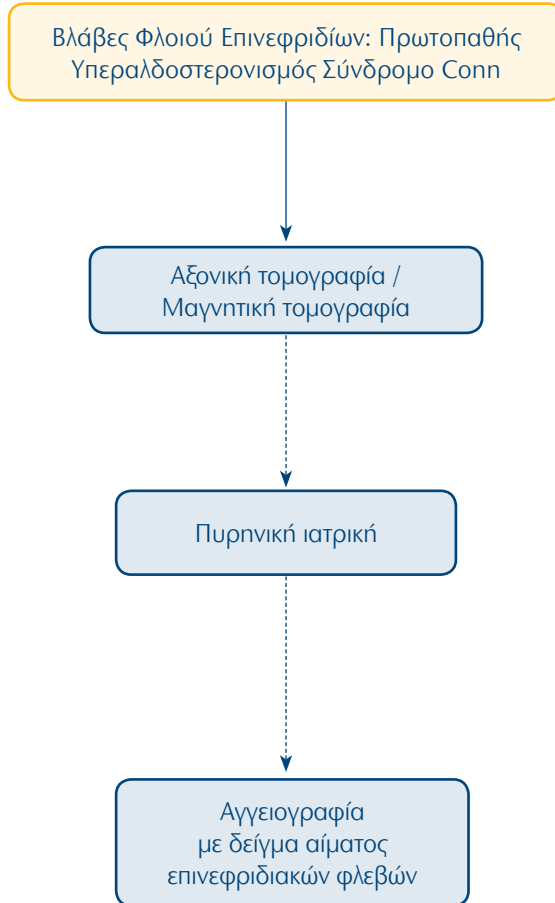 Βλάβες Φλοιού Επινεφριδίων: Πρωτοπαθής
Υπεραλδοστερονισμός Σύνδρομο Conn
Αξονική τομογραφία /
Μαγνητική τομογραφία
Πυρηνική ιατρική
Αγγειογραφία
με δείγμα αίματος
επινεφριδιακών φλεβών